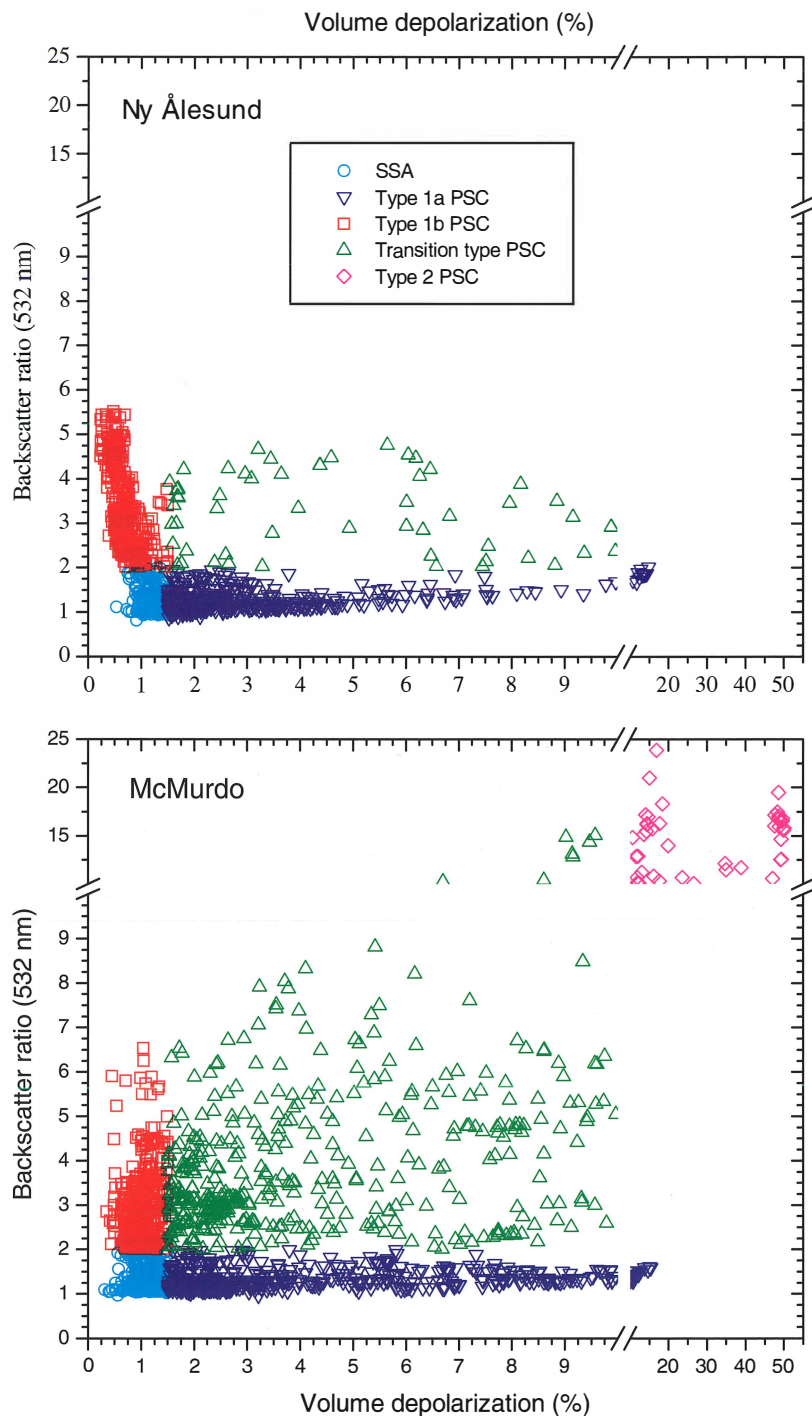 Volume depolarization (%)
25
20
15
9
8
7
6
5
4
3
2
1
0
Backscatter ratio (532 nm)
Ny Ålesund
SSA
Type 1a PSC
Type 1b PSC
Transition type PSC
Type 2 PSC
0 1 2 3 4 5 6 7 8 9 20 30 40 50
25
20
15
9
8
7
6
5
4
3
2
1
0
Backscatter ratio (532 nm)
McMurdo
0 1 2 3 4 5 6 7 8 9 20 30 40 50
Volume depolarization (%)